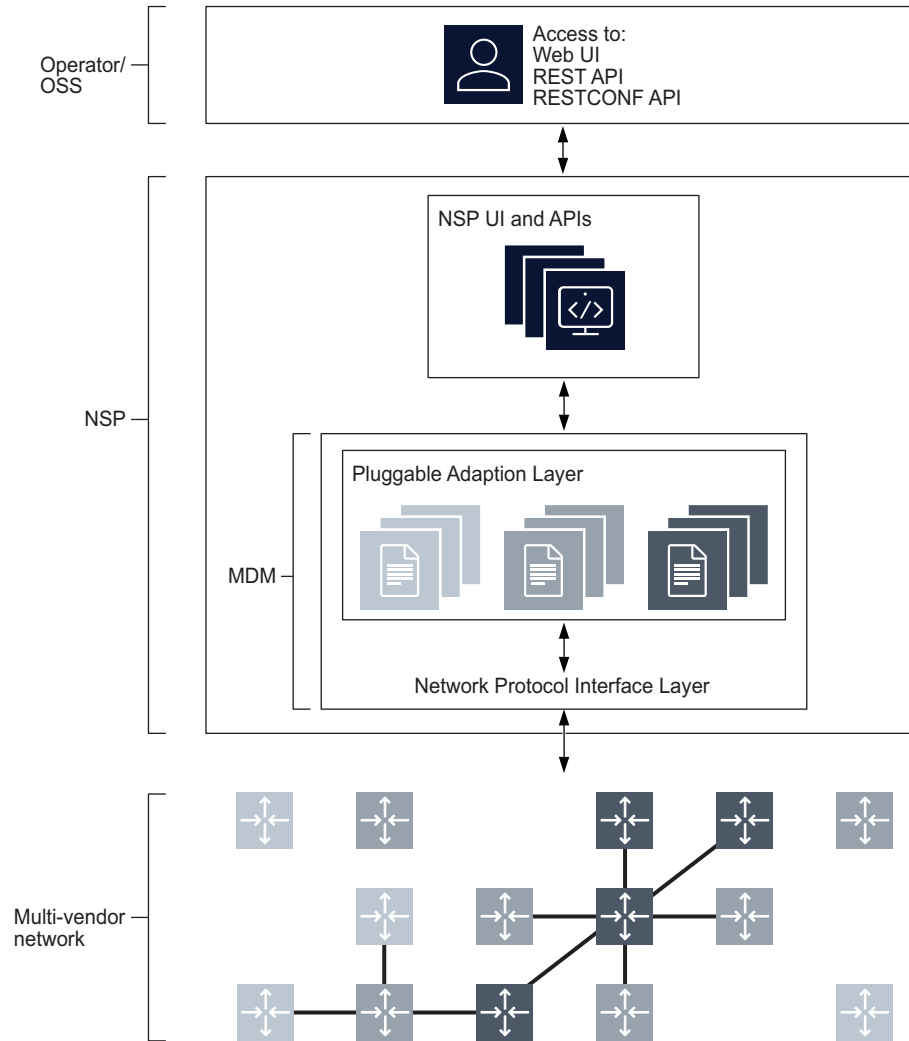 Operator/
OSS
Access to:
Web UI
REST API
RESTCONF API
NSP
NSP UI and APIs
</>
MDM
Pluggable Adaption Layer
Network Protocol Interface Layer
Multi-vendor
network